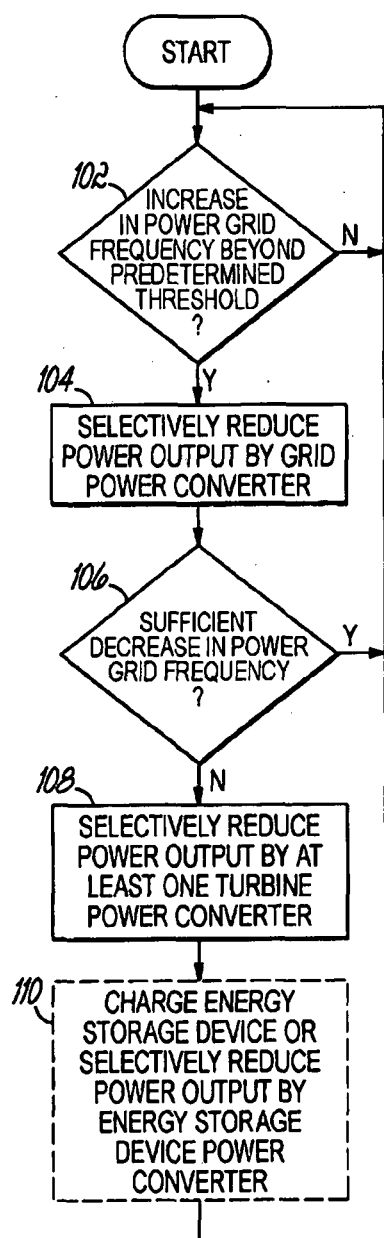 START
102
INCREASE
IN POWER GRID
FREQUENCY BEYOND
PREDETERMINED
THRESHOLD
?
N
Y
104
SELECTIVELY REDUCE
POWER OUTPUT BY GRID
POWER CONVERTER
106
SUFFICIENT
DECREASE IN POWER
GRID FREQUENCY
?
Y
N
108
SELECTIVELY REDUCE
POWER OUTPUT BY AT
LEAST ONE TURBINE
POWER CONVERTER
110
CHARGE ENERGY
STORAGE DEVICE OR
SELECTIVELY REDUCE
POWER OUTPUT BY
ENERGY STORAGE
DEVICE POWER
CONVERTER